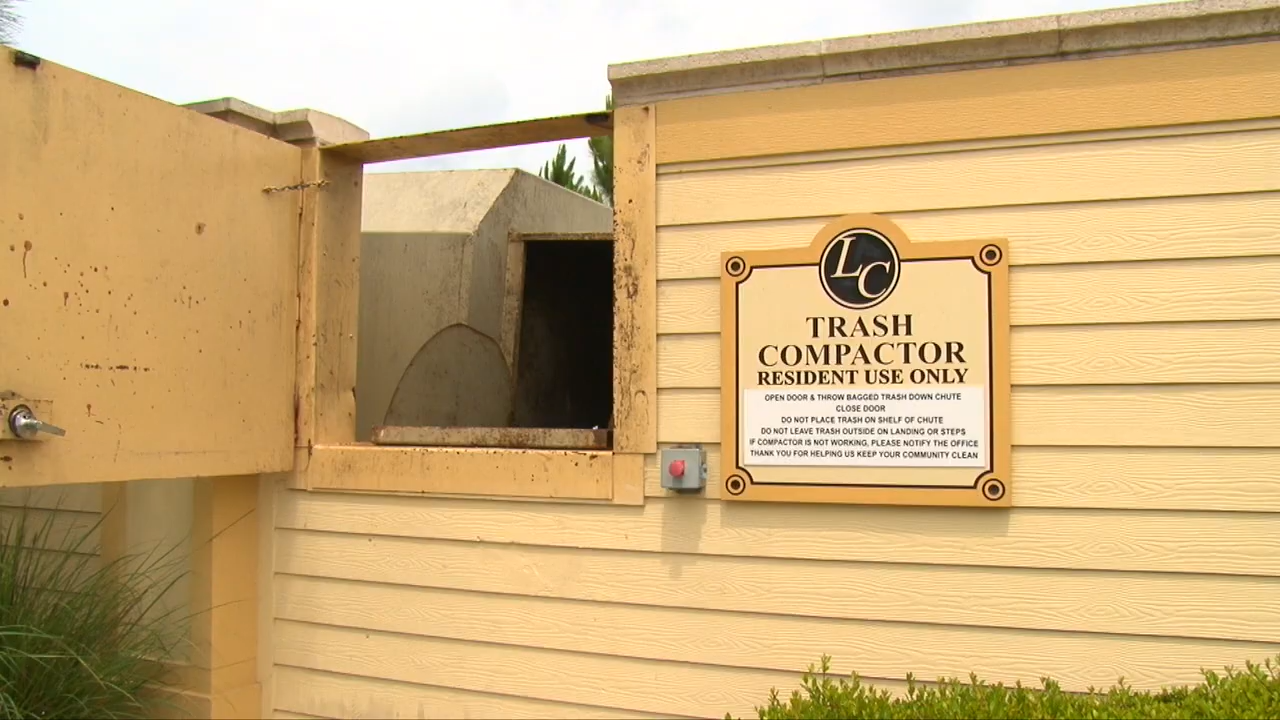 LC
TRASH
COMPACTOR
RESIDENT USE ONLY
OPEN DOOR & THROW BAGGED TRASH DOWN CHUTE
CLOSE DOOR
DO NOT PLACE TRASH ON SHELF OF CHUTE
DO NOT LEAVE TRASH OUTSIDE ON LANDING OR STEPS
IF COMPACTOR IS NOT WORKING, PLEASE NOTIFY THE OFFICE
THANK YOU FOR HELPING US KEEP YOUR COMMUNITY CLEAN